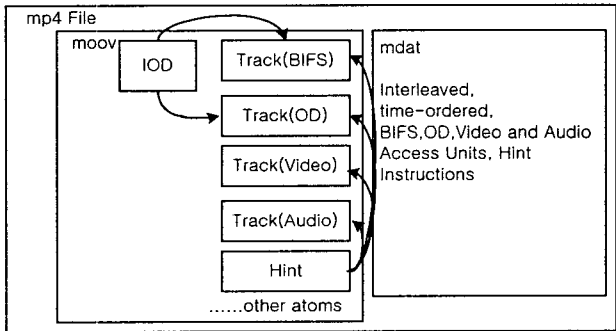 mp4 File
moov
IOD
Track(BIFS)
Track(OD)
Track(Video)
Track(Audio)
Hint
......other atoms
mdat
Interleaved,
time-ordered,
BIFS,OD,Video and Audio
Access Units, Hint
Instructions